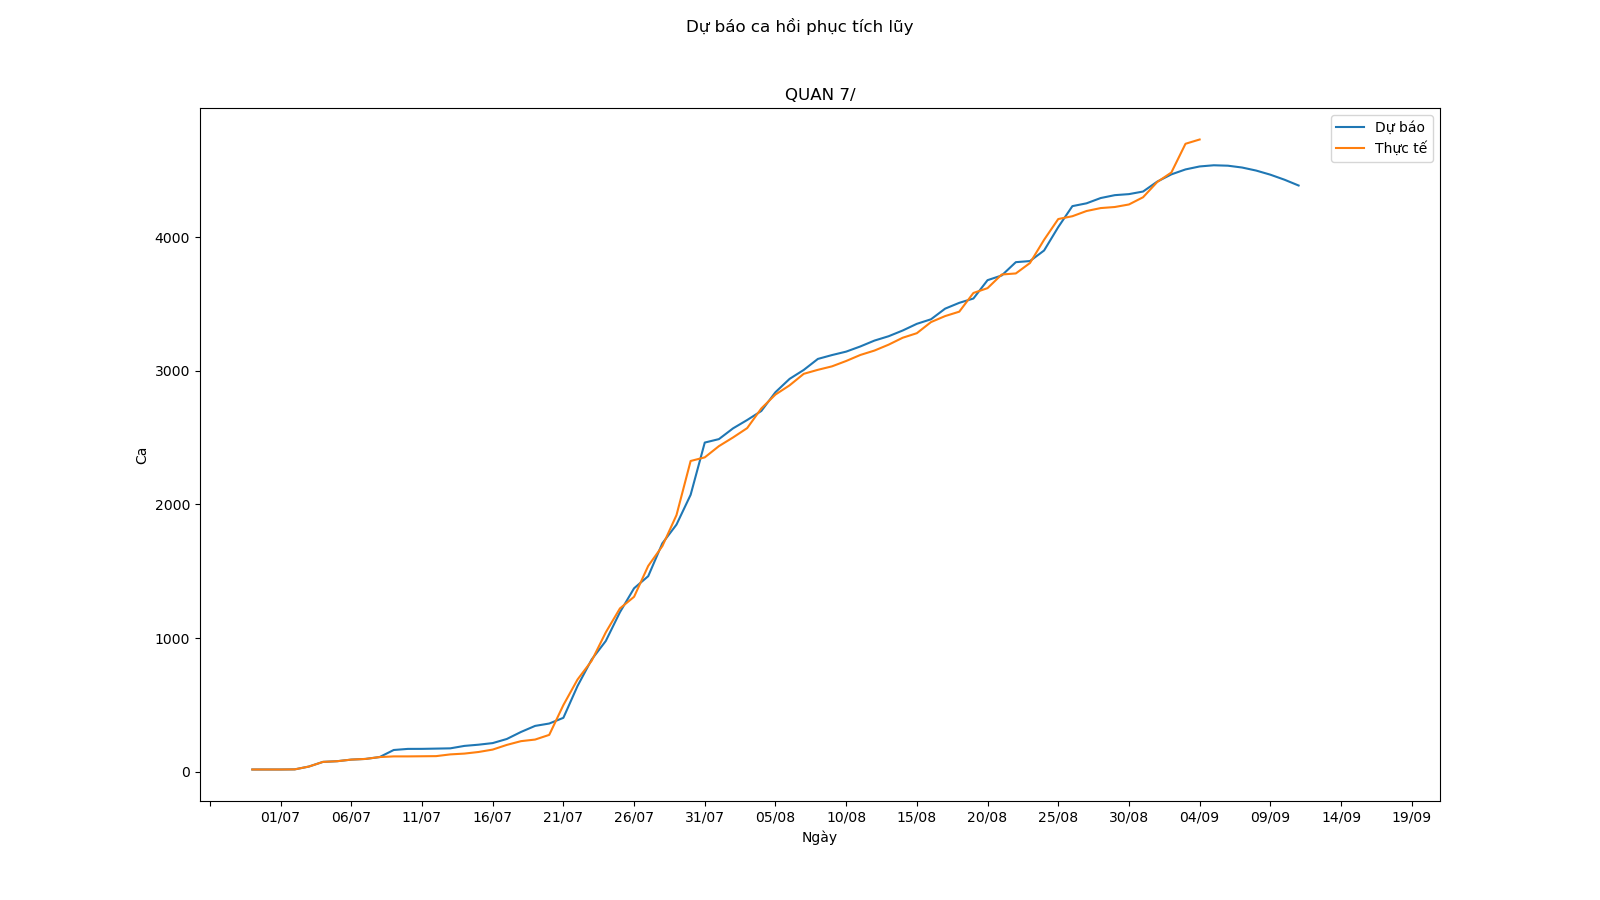 Dự báo ca hồi phục tích lũy
QUAN 7/
Dự báo
Thực tế
4000
3000
2000
1000
0
Ca
01/07 06/07 11/07 16/07 21/07 26/07 31/07 05/08 10/08 15/08 20/08 25/08 30/08 04/09 09/09 14/09 19/09
Ngày